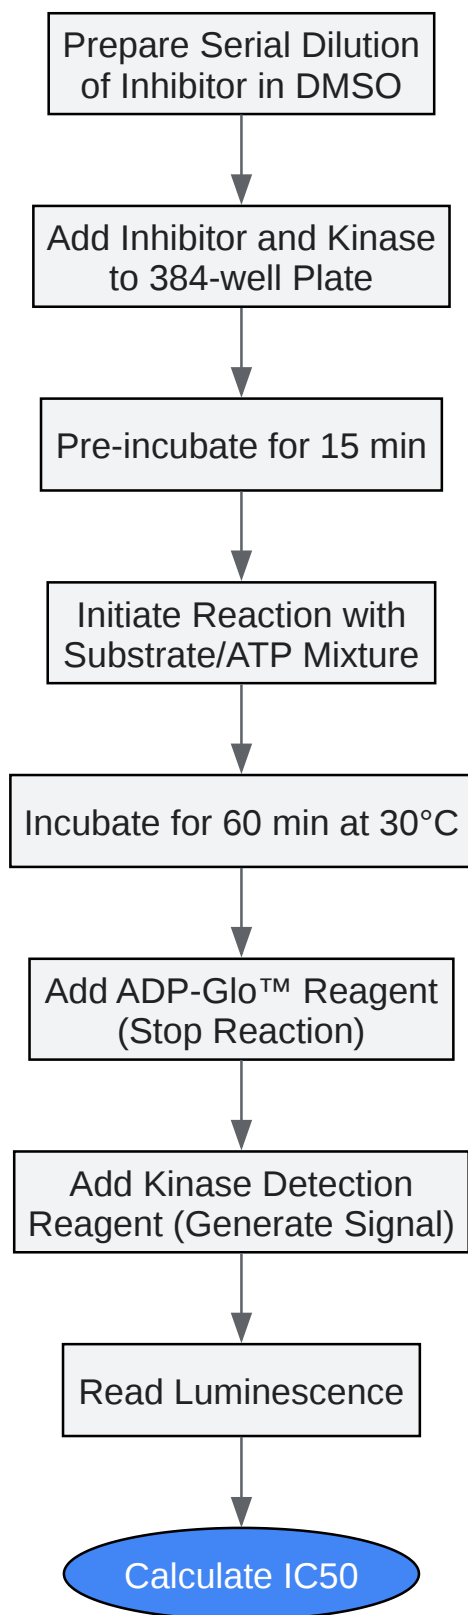 Prepare Serial Dilution
of Inhibitor in DMSO
Add Inhibitor and Kinase
to 384-well Plate
Pre-incubate for 15 min
Initiate Reaction with
Substrate/ATP Mixture
Incubate for 60 min at 30°C
Add ADP-Glo™ Reagent
(Stop Reaction)
Add Kinase Detection
Reagent (Generate Signal)
Read Luminescence
Calculate IC50